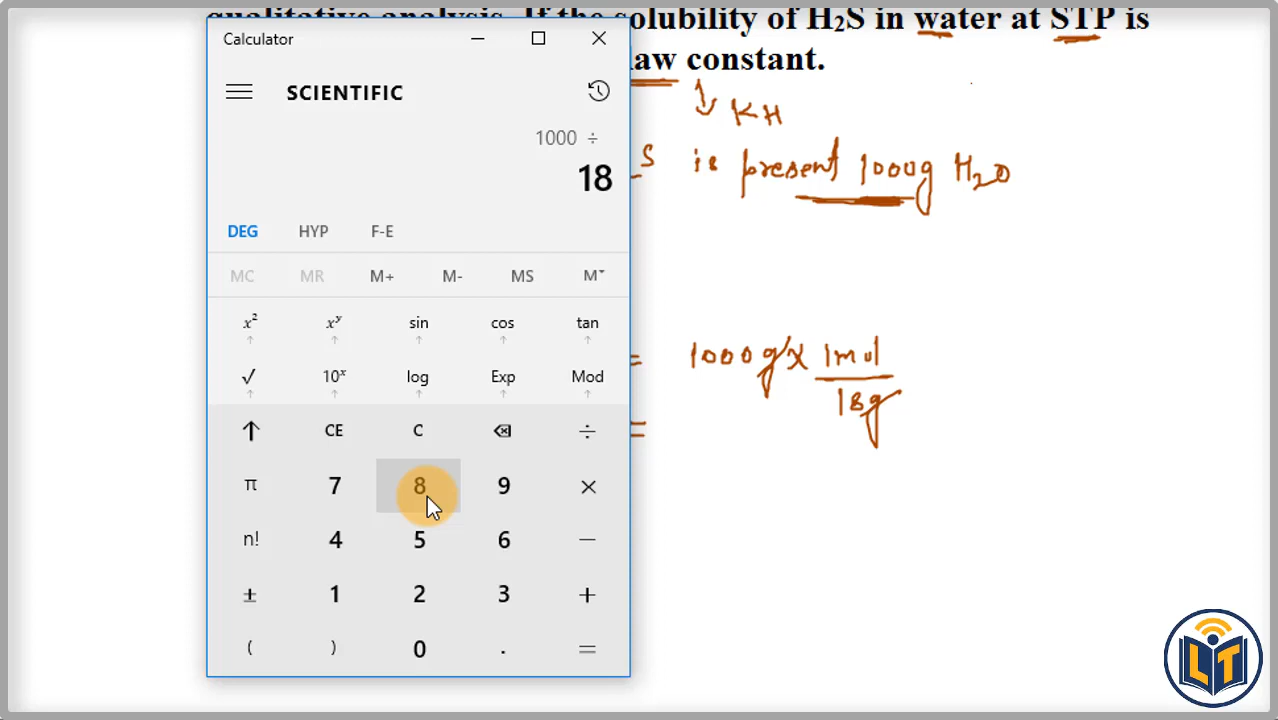 qualitative analysis. If the solubility of H₂S in water at STP is
law constant.
KH
S is present 1000g H₂O
= 1000g x 1mol
18g
=
Calculator
SCIENTIFIC
1000 ÷
18
DEG HYP F-E
MC MR M+ M- MS M˅
x² xʸ sin cos tan
√ 10ˣ log Exp Mod
↑ CE C ⌫ ÷
π 7 8 9 ×
n! 4 5 6 −
± 1 2 3 +
( ) 0 . =
LT